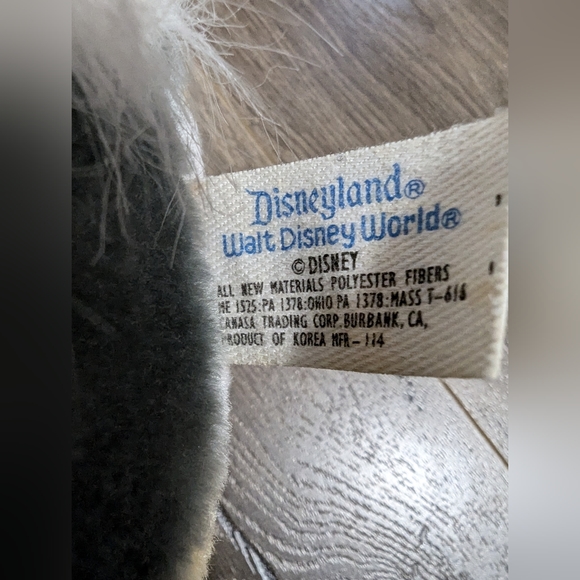 Disneyland®
Walt Disney World®
© DISNEY
ALL NEW MATERIALS POLYESTER FIBERS
ME 1525:PA 1378:OHIO PA 1378:MASS T-616
CANASA TRADING CORP. BURBANK, CA,
PRODUCT OF KOREA MFR-114